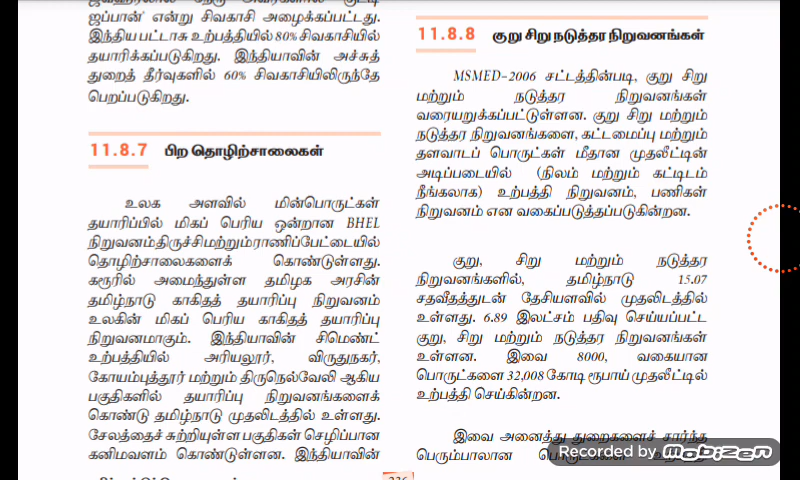 ஜப்பான்' என்று சிவகாசி அழைக்கப்பட்டது.
இந்திய பட்டாசு உற்பத்தியில் 80% சிவகாசியில்
தயாரிக்கப்படுகிறது. இந்தியாவின் அச்சுத்
துறைத் தீர்வுகளில் 60% சிவகாசியிலிருந்தே
பெறப்படுகிறது.
11.8.7 பிற தொழிற்சாலைகள்
உலக அளவில் மின்பொருட்கள்
தயாரிப்பில் மிகப் பெரிய ஒன்றான BHEL
நிறுவனம்திருச்சிமற்றும்ராணிப்பேட்டையில்
தொழிற்சாலைகளைக் கொண்டுள்ளது.
கரூரில் அமைந்துள்ள தமிழக அரசின்
தமிழ்நாடு காகிதத் தயாரிப்பு நிறுவனம்
உலகின் மிகப் பெரிய காகிதத் தயாரிப்பு
நிறுவனமாகும். இந்தியாவின் சிமெண்ட்
உற்பத்தியில் அரியலூர், விருதுநகர்,
கோயம்புத்தூர் மற்றும் திருநெல்வேலி ஆகிய
பகுதிகளில் தயாரிப்பு நிறுவனங்களைக்
கொண்டு தமிழ்நாடு முதலிடத்தில் உள்ளது.
சேலத்தைச் சுற்றியுள்ள பகுதிகள் செழிப்பான
கனிமவளம் கொண்டுள்ளன. இந்தியாவின்
11.8.8 குறு சிறு நடுத்தர நிறுவனங்கள்
MSMED-2006 சட்டத்தின்படி, குறு சிறு
மற்றும் நடுத்தர நிறுவனங்கள்
வரையறுக்கப்பட்டுள்ளன. குறு சிறு மற்றும்
நடுத்தர நிறுவனங்களை, கட்டமைப்பு மற்றும்
தளவாடப் பொருட்கள் மீதான முதலீட்டின்
அடிப்படையில் (நிலம் மற்றும் கட்டிடம்
நீங்கலாக) உற்பத்தி நிறுவனம், பணிகள்
நிறுவனம் என வகைப்படுத்தப்படுகின்றன.
குறு, சிறு மற்றும் நடுத்தர
நிறுவனங்களில், தமிழ்நாடு 15.07
சதவீதத்துடன் தேசியளவில் முதலிடத்தில்
உள்ளது. 6.89 இலட்சம் பதிவு செய்யப்பட்ட
குறு, சிறு மற்றும் நடுத்தர நிறுவனங்கள்
உள்ளன. இவை 8000, வகையான
பொருட்களை 32,008 கோடி ரூபாய் முதலீட்டில்
உற்பத்தி செய்கின்றன.
இவை அனைத்து துறைகளைச் சார்ந்த
பெரும்பாலான
Recorded by mobizen